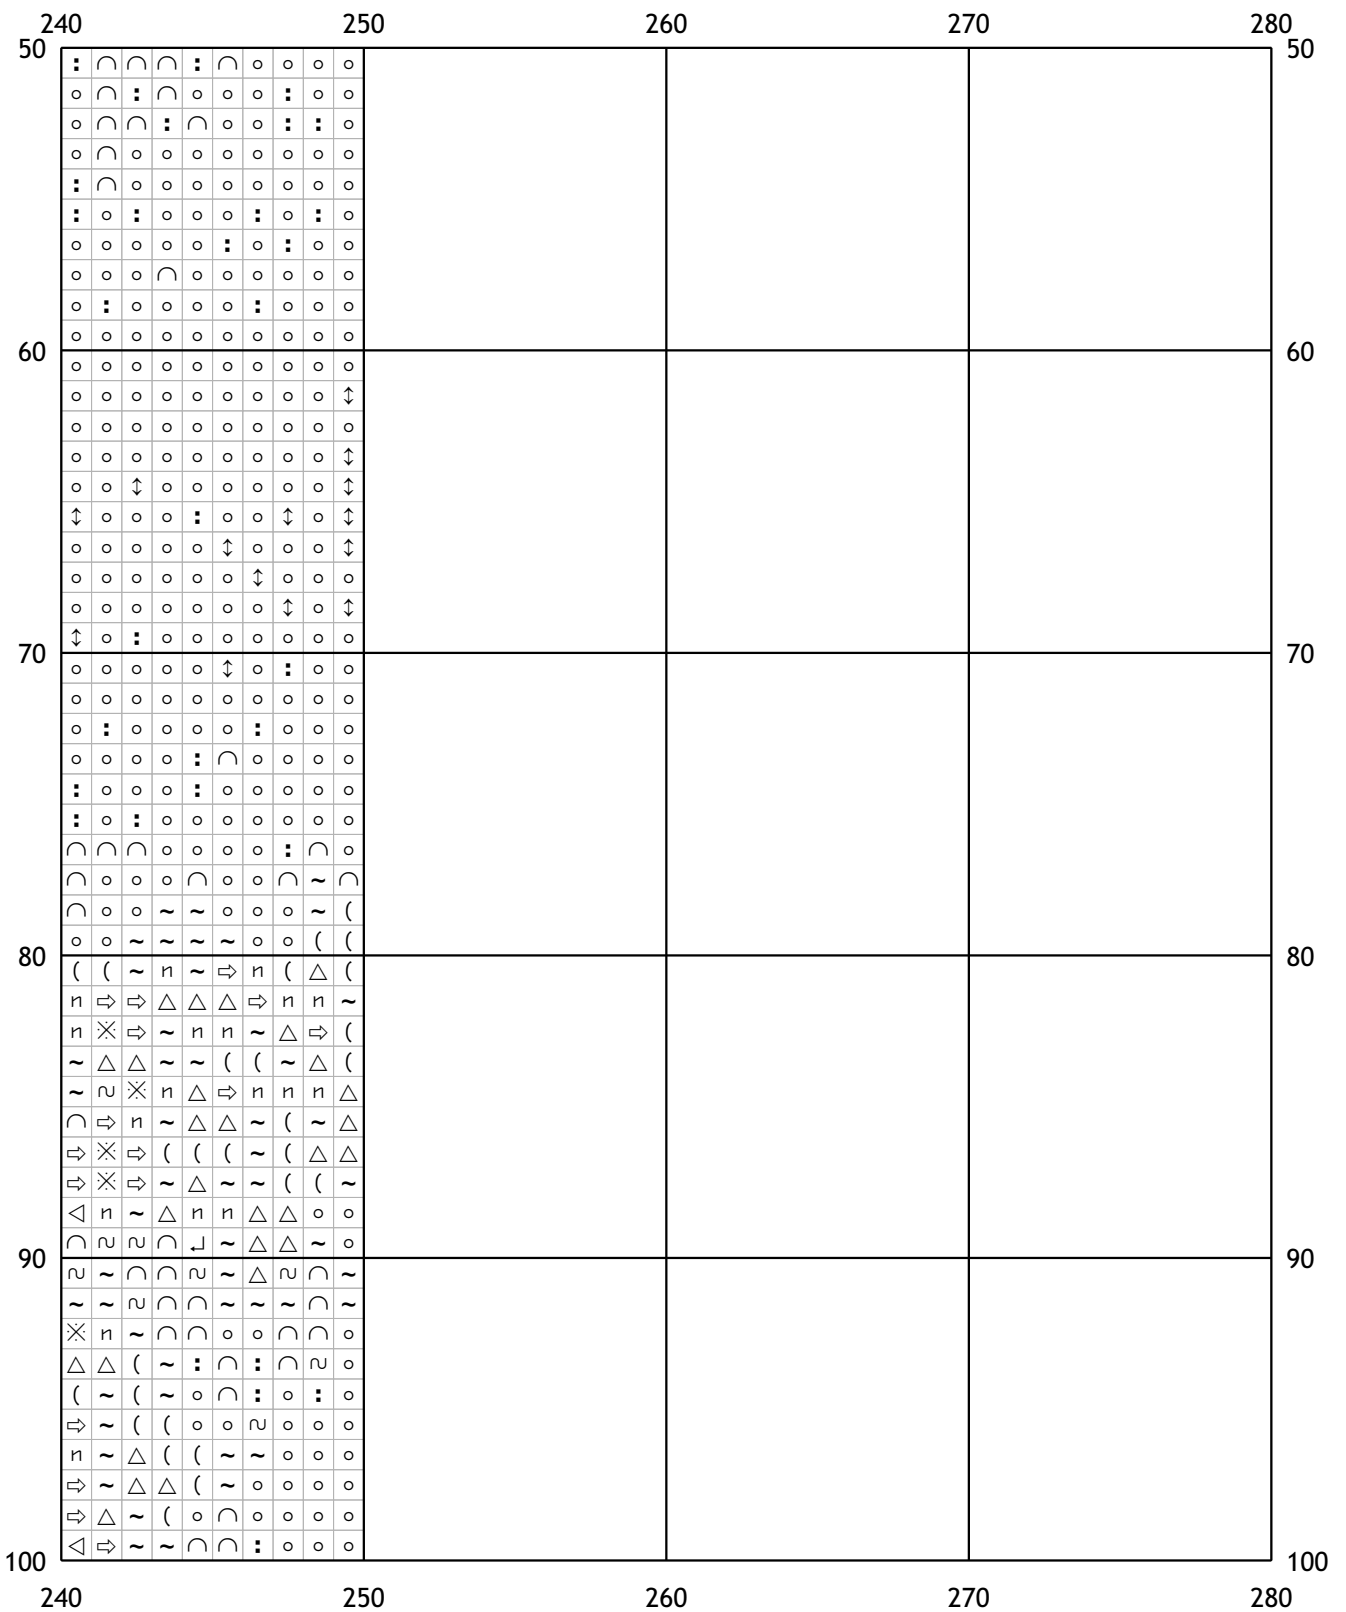 240 250 260 270 280
50 : ∩ ∩ ∩ : ∩ ○ ○ ○ ○ 50
○ ∩ : ∩ ○ ○ ○ : ○ ○
○ ∩ ∩ : ∩ ○ ○ : : ○
○ ∩ ○ ○ ○ ○ ○ ○ ○ ○
: ∩ ○ ○ ○ ○ ○ ○ ○ ○
: ○ : ○ ○ ○ : ○ : ○
○ ○ ○ ○ ○ : ○ : ○ ○
○ ○ ○ ∩ ○ ○ ○ ○ ○ ○
○ : ○ ○ ○ ○ : ○ ○ ○
○ ○ ○ ○ ○ ○ ○ ○ ○ ○
60 ○ ○ ○ ○ ○ ○ ○ ○ ○ ○ 60
○ ○ ○ ○ ○ ○ ○ ○ ○ ↕
○ ○ ○ ○ ○ ○ ○ ○ ○ ○
○ ○ ○ ○ ○ ○ ○ ○ ○ ↕
○ ○ ↕ ○ ○ ○ ○ ○ ○ ↕
↕ ○ ○ ○ : ○ ○ ↕ ○ ↕
○ ○ ○ ○ ○ ↕ ○ ○ ○ ↕
○ ○ ○ ○ ○ ○ ↕ ○ ○ ○
○ ○ ○ ○ ○ ○ ○ ↕ ○ ↕
↕ ○ : ○ ○ ○ ○ ○ ○ ○
70 ○ ○ ○ ○ ○ ↕ ○ : ○ ○ 70
○ ○ ○ ○ ○ ○ ○ ○ ○ ○
○ : ○ ○ ○ ○ : ○ ○ ○
○ ○ ○ ○ : ∩ ○ ○ ○ ○
: ○ ○ ○ : ○ ○ ○ ○ ○
: ○ : ○ ○ ○ ○ ○ ○ ○
∩ ∩ ∩ ○ ○ ○ ○ : ∩ ○
∩ ○ ○ ○ ∩ ○ ○ ∩ ~ ∩
∩ ○ ○ ~ ~ ○ ○ ○ ~ (
○ ○ ~ ~ ~ ~ ○ ○ ( (
80 ( ( ~ n ~ ⇨ n ( △ ( 80
n ⇨ ⇨ △ △ △ ⇨ n n ~
n ※ ⇨ ~ n n ~ △ ⇨ (
~ △ △ ~ ~ ( ( ~ △ (
~ ∿ ※ n △ ⇨ n n n △
∩ ⇨ n ~ △ △ ~ ( ~ △
⇨ ※ ⇨ ( ( ( ~ ( △ △
⇨ ※ ⇨ ~ △ ~ ~ ( ( ~
◁ n ~ △ n n △ △ ○ ○
∩ ∿ ∿ ∩ ↵ ~ △ △ ~ ○
90 ∿ ~ ∩ ∩ ∿ ~ △ ∿ ∩ ~ 90
~ ~ ∿ ∩ ∩ ~ ~ ~ ∩ ~
※ n ~ ∩ ∩ ○ ○ ∩ ∩ ○
△ △ ( ~ : ∩ : ∩ ∿ ○
( ~ ( ~ ○ ∩ : ○ : ○
⇨ ~ ( ( ○ ○ ∿ ○ ○ ○
n ~ △ ( ( ~ ~ ○ ○ ○
⇨ ~ △ △ ( ~ ○ ○ ○ ○
⇨ △ ~ ( ○ ∩ ○ ○ ○ ○
◁ ⇨ ~ ~ ∩ ∩ : ○ ○ ○
100 100
240 250 260 270 280